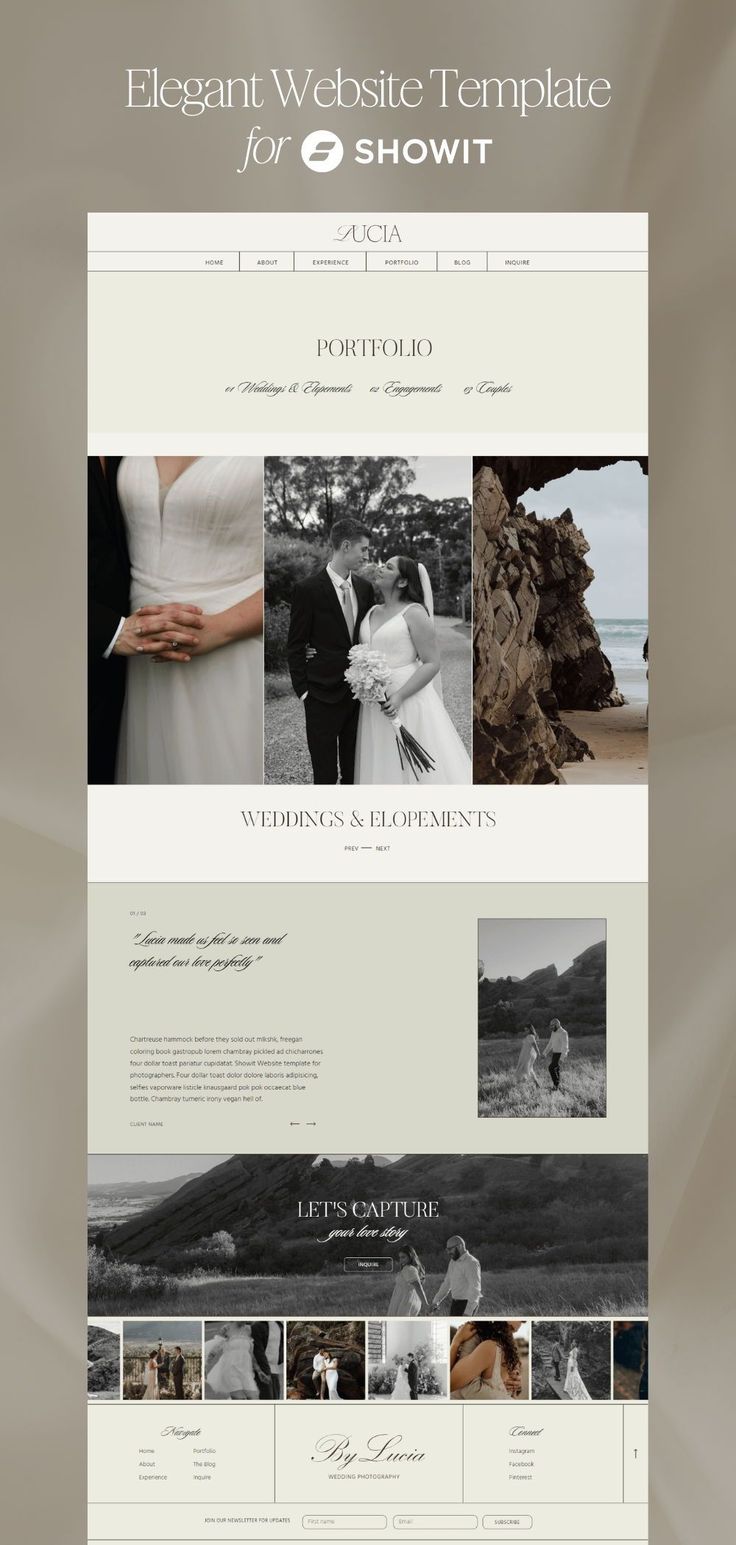 Elegant Website Template
for SHOWIT
LUCIA
HOME ABOUT EXPERIENCE PORTFOLIO BLOG INQUIRE
PORTFOLIO
01 Weddings & Elopements 02 Engagements 03 Couples
WEDDINGS & ELOPEMENTS
PREV — NEXT
01 / 03
"Lucia made us feel so seen and
captured our love perfectly"
Chartreuse hammock before they sold out mlkshk, freegan
coloring book gastropub lorem chambray pickled ad chicharrones
four dollar toast pariatur cupidatat. Showit Website template for
photographers. Four dollar toast dolor dolore laboris adipisicing,
selfies vaporware listicle knausgaard pok pok occaecat blue
bottle. Chambray tumeric irony vegan hell of.
CLIENT NAME ← →
LET'S CAPTURE
your love story
INQUIRE
Navigate
Home Portfolio
About The Blog
Experience Inquire
By Lucia
WEDDING PHOTOGRAPHY
Connect
Instagram
Facebook
Pinterest
↑
JOIN OUR NEWSLETTER FOR UPDATES First name Email SUBSCRIBE